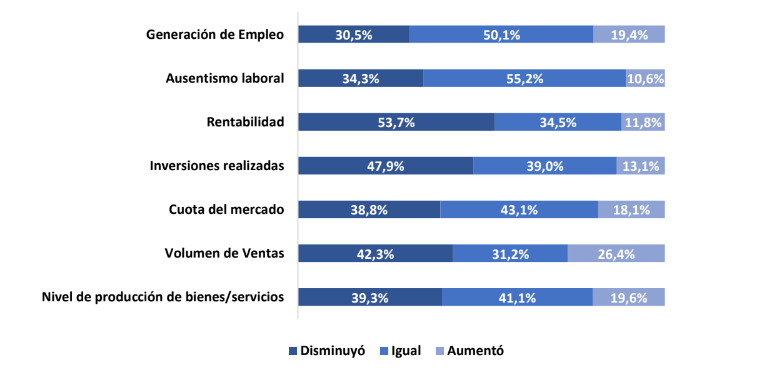 Generación de Empleo 30,5% 50,1% 19,4%
Ausentismo laboral 34,3% 55,2% 10,6%
Rentabilidad 53,7% 34,5% 11,8%
Inversiones realizadas 47,9% 39,0% 13,1%
Cuota del mercado 38,8% 43,1% 18,1%
Volumen de Ventas 42,3% 31,2% 26,4%
Nivel de producción de bienes/servicios 39,3% 41,1% 19,6%
Disminuyó Igual Aumentó